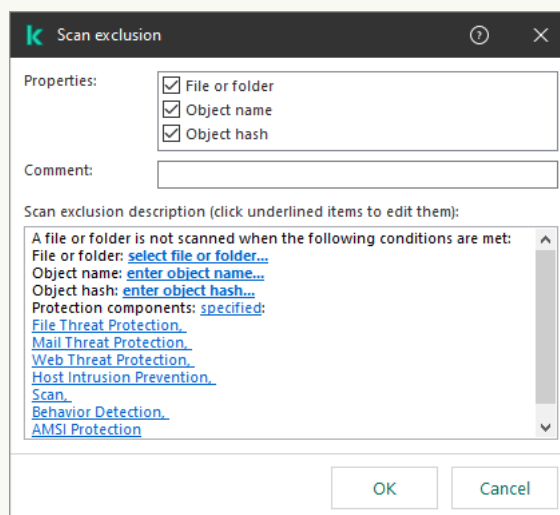 Scan exclusion
Properties:
File or folder
Object name
Object hash
Comment:
Scan exclusion description (click underlined items to edit them):
A file or folder is not scanned when the following conditions are met:
File or folder: select file or folder...
Object name: enter object name...
Object hash: enter object hash...
Protection components: specified:
File Threat Protection,
Mail Threat Protection,
Web Threat Protection,
Host Intrusion Prevention,
Scan,
Behavior Detection,
AMSI Protection
OK
Cancel